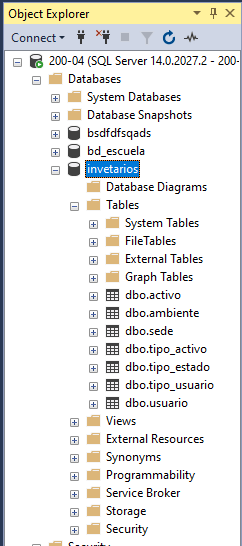 Object Explorer
Connect
200-04 (SQL Server 14.0.2027.2 - 200-
Databases
System Databases
Database Snapshots
bsdfdfsqads
bd_escuela
invetarios
Database Diagrams
Tables
System Tables
FileTables
External Tables
Graph Tables
dbo.activo
dbo.ambiente
dbo.sede
dbo.tipo_activo
dbo.tipo_estado
dbo.tipo_usuario
dbo.usuario
Views
External Resources
Synonyms
Programmability
Service Broker
Storage
Security
Security